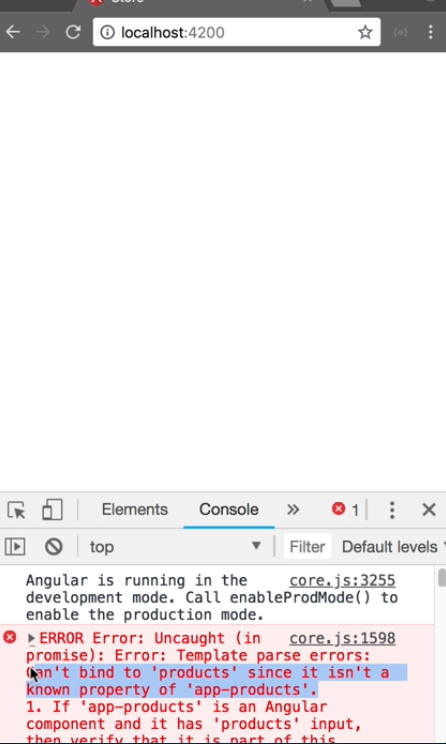 Store
localhost:4200
Elements Console » 1
top Filter Default levels
Angular is running in the core.js:3255
development mode. Call enableProdMode() to
enable the production mode.
ERROR Error: Uncaught (in core.js:1598
promise): Error: Template parse errors:
Can't bind to 'products' since it isn't a
known property of 'app-products'.
1. If 'app-products' is an Angular
component and it has 'products' input,
then verify that it is part of this